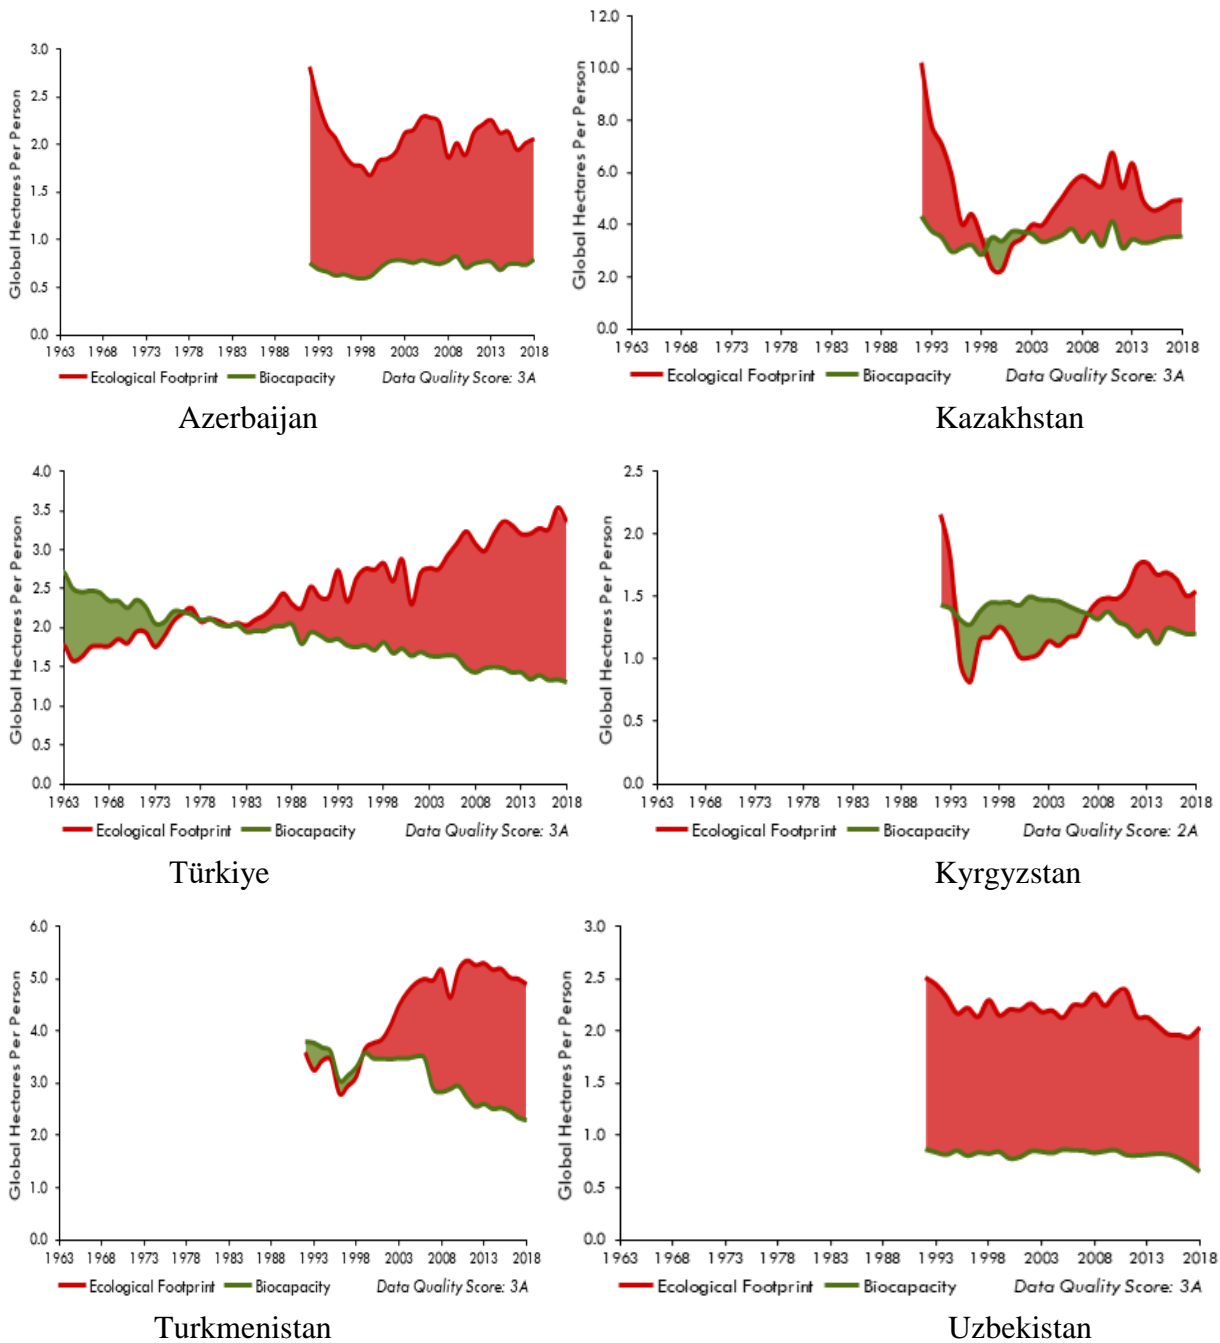 Global Hectares Per Person
3.0
2.5
2.0
1.5
1.0
0.5
0.0
1963 1968 1973 1978 1983 1988 1993 1998 2003 2008 2013 2018
Ecological Footprint Biocapacity Data Quality Score: 3A
Azerbaijan
Global Hectares Per Person
12.0
10.0
8.0
6.0
4.0
2.0
0.0
1963 1968 1973 1978 1983 1988 1993 1998 2003 2008 2013 2018
Ecological Footprint Biocapacity Data Quality Score: 3A
Kazakhstan
Global Hectares Per Person
4.0
3.5
3.0
2.5
2.0
1.5
1.0
0.5
0.0
1963 1968 1973 1978 1983 1988 1993 1998 2003 2008 2013 2018
Ecological Footprint Biocapacity Data Quality Score: 3A
Türkiye
Global Hectares Per Person
2.5
2.0
1.5
1.0
0.5
0.0
1963 1968 1973 1978 1983 1988 1993 1998 2003 2008 2013 2018
Ecological Footprint Biocapacity Data Quality Score: 2A
Kyrgyzstan
Global Hectares Per Person
6.0
5.0
4.0
3.0
2.0
1.0
0.0
1963 1968 1973 1978 1983 1988 1993 1998 2003 2008 2013 2018
Ecological Footprint Biocapacity Data Quality Score: 3A
Turkmenistan
Global Hectares Per Person
3.0
2.5
2.0
1.5
1.0
0.5
0.0
1963 1968 1973 1978 1983 1988 1993 1998 2003 2008 2013 2018
Ecological Footprint Biocapacity Data Quality Score: 3A
Uzbekistan